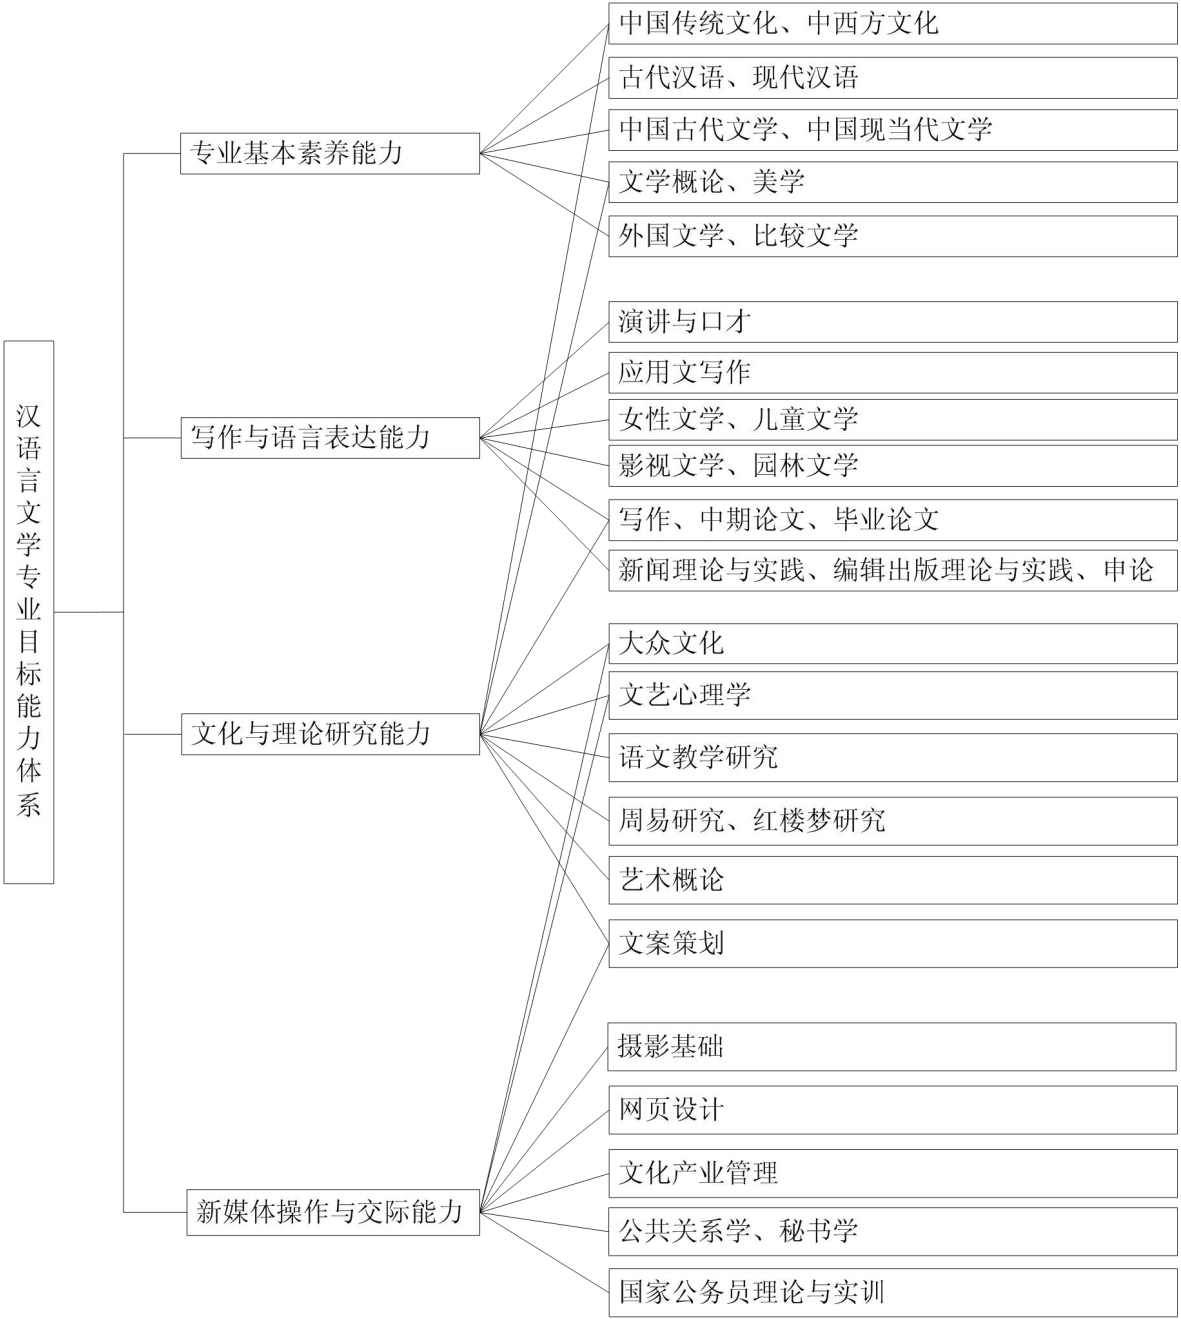 汉语言文学专业目标能力体系
专业基本素养能力
中国传统文化、中西方文化
古代汉语、现代汉语
中国古代文学、中国现当代文学
文学概论、美学
外国文学、比较文学
写作与语言表达能力
演讲与口才
应用文写作
女性文学、儿童文学
影视文学、园林文学
写作、中期论文、毕业论文
新闻理论与实践、编辑出版理论与实践、申论
文化与理论研究能力
大众文化
文艺心理学
语文教学研究
周易研究、红楼梦研究
艺术概论
文案策划
新媒体操作与交际能力
摄影基础
网页设计
文化产业管理
公共关系学、秘书学
国家公务员理论与实训